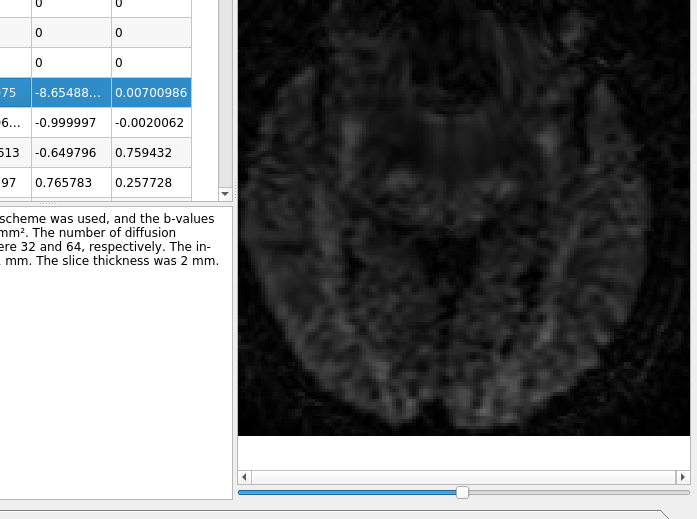 0 0
0 0
0 0
75 -8.65488... 0.00700986
6... -0.999997 -0.0020062
613 -0.649796 0.759432
97 0.765783 0.257728
scheme was used, and the b-values
mm². The number of diffusion
ere 32 and 64, respectively. The in-
mm. The slice thickness was 2 mm.